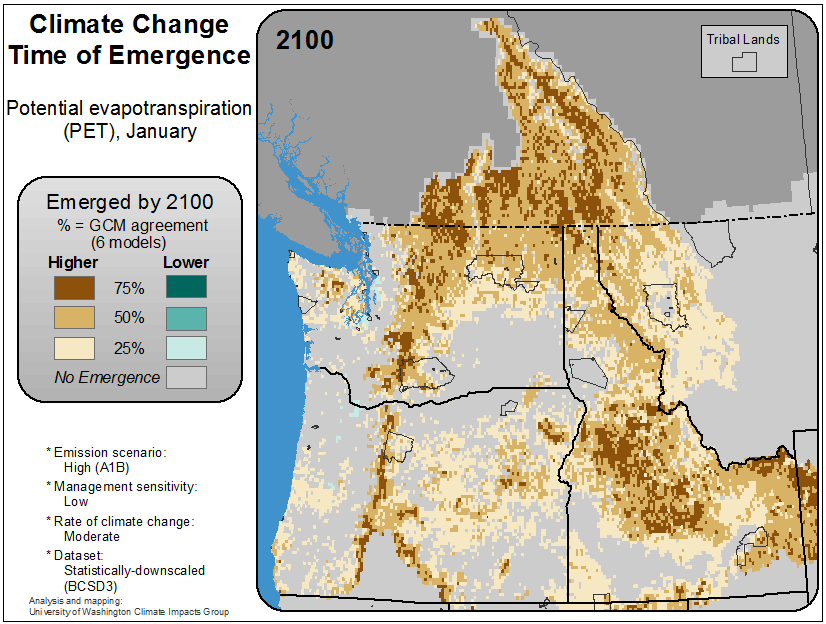 Climate Change
Time of Emergence
Potential evapotranspiration
(PET), January
Emerged by 2100
% = GCM agreement
(6 models)
Higher Lower
75%
50%
25%
No Emergence
* Emission scenario:
High (A1B)
* Management sensitivity:
Low
* Rate of climate change:
Moderate
* Dataset:
Statistically-downscaled
(BCSD3)
Analysis and mapping:
University of Washington Climate Impacts Group
2100
Tribal Lands